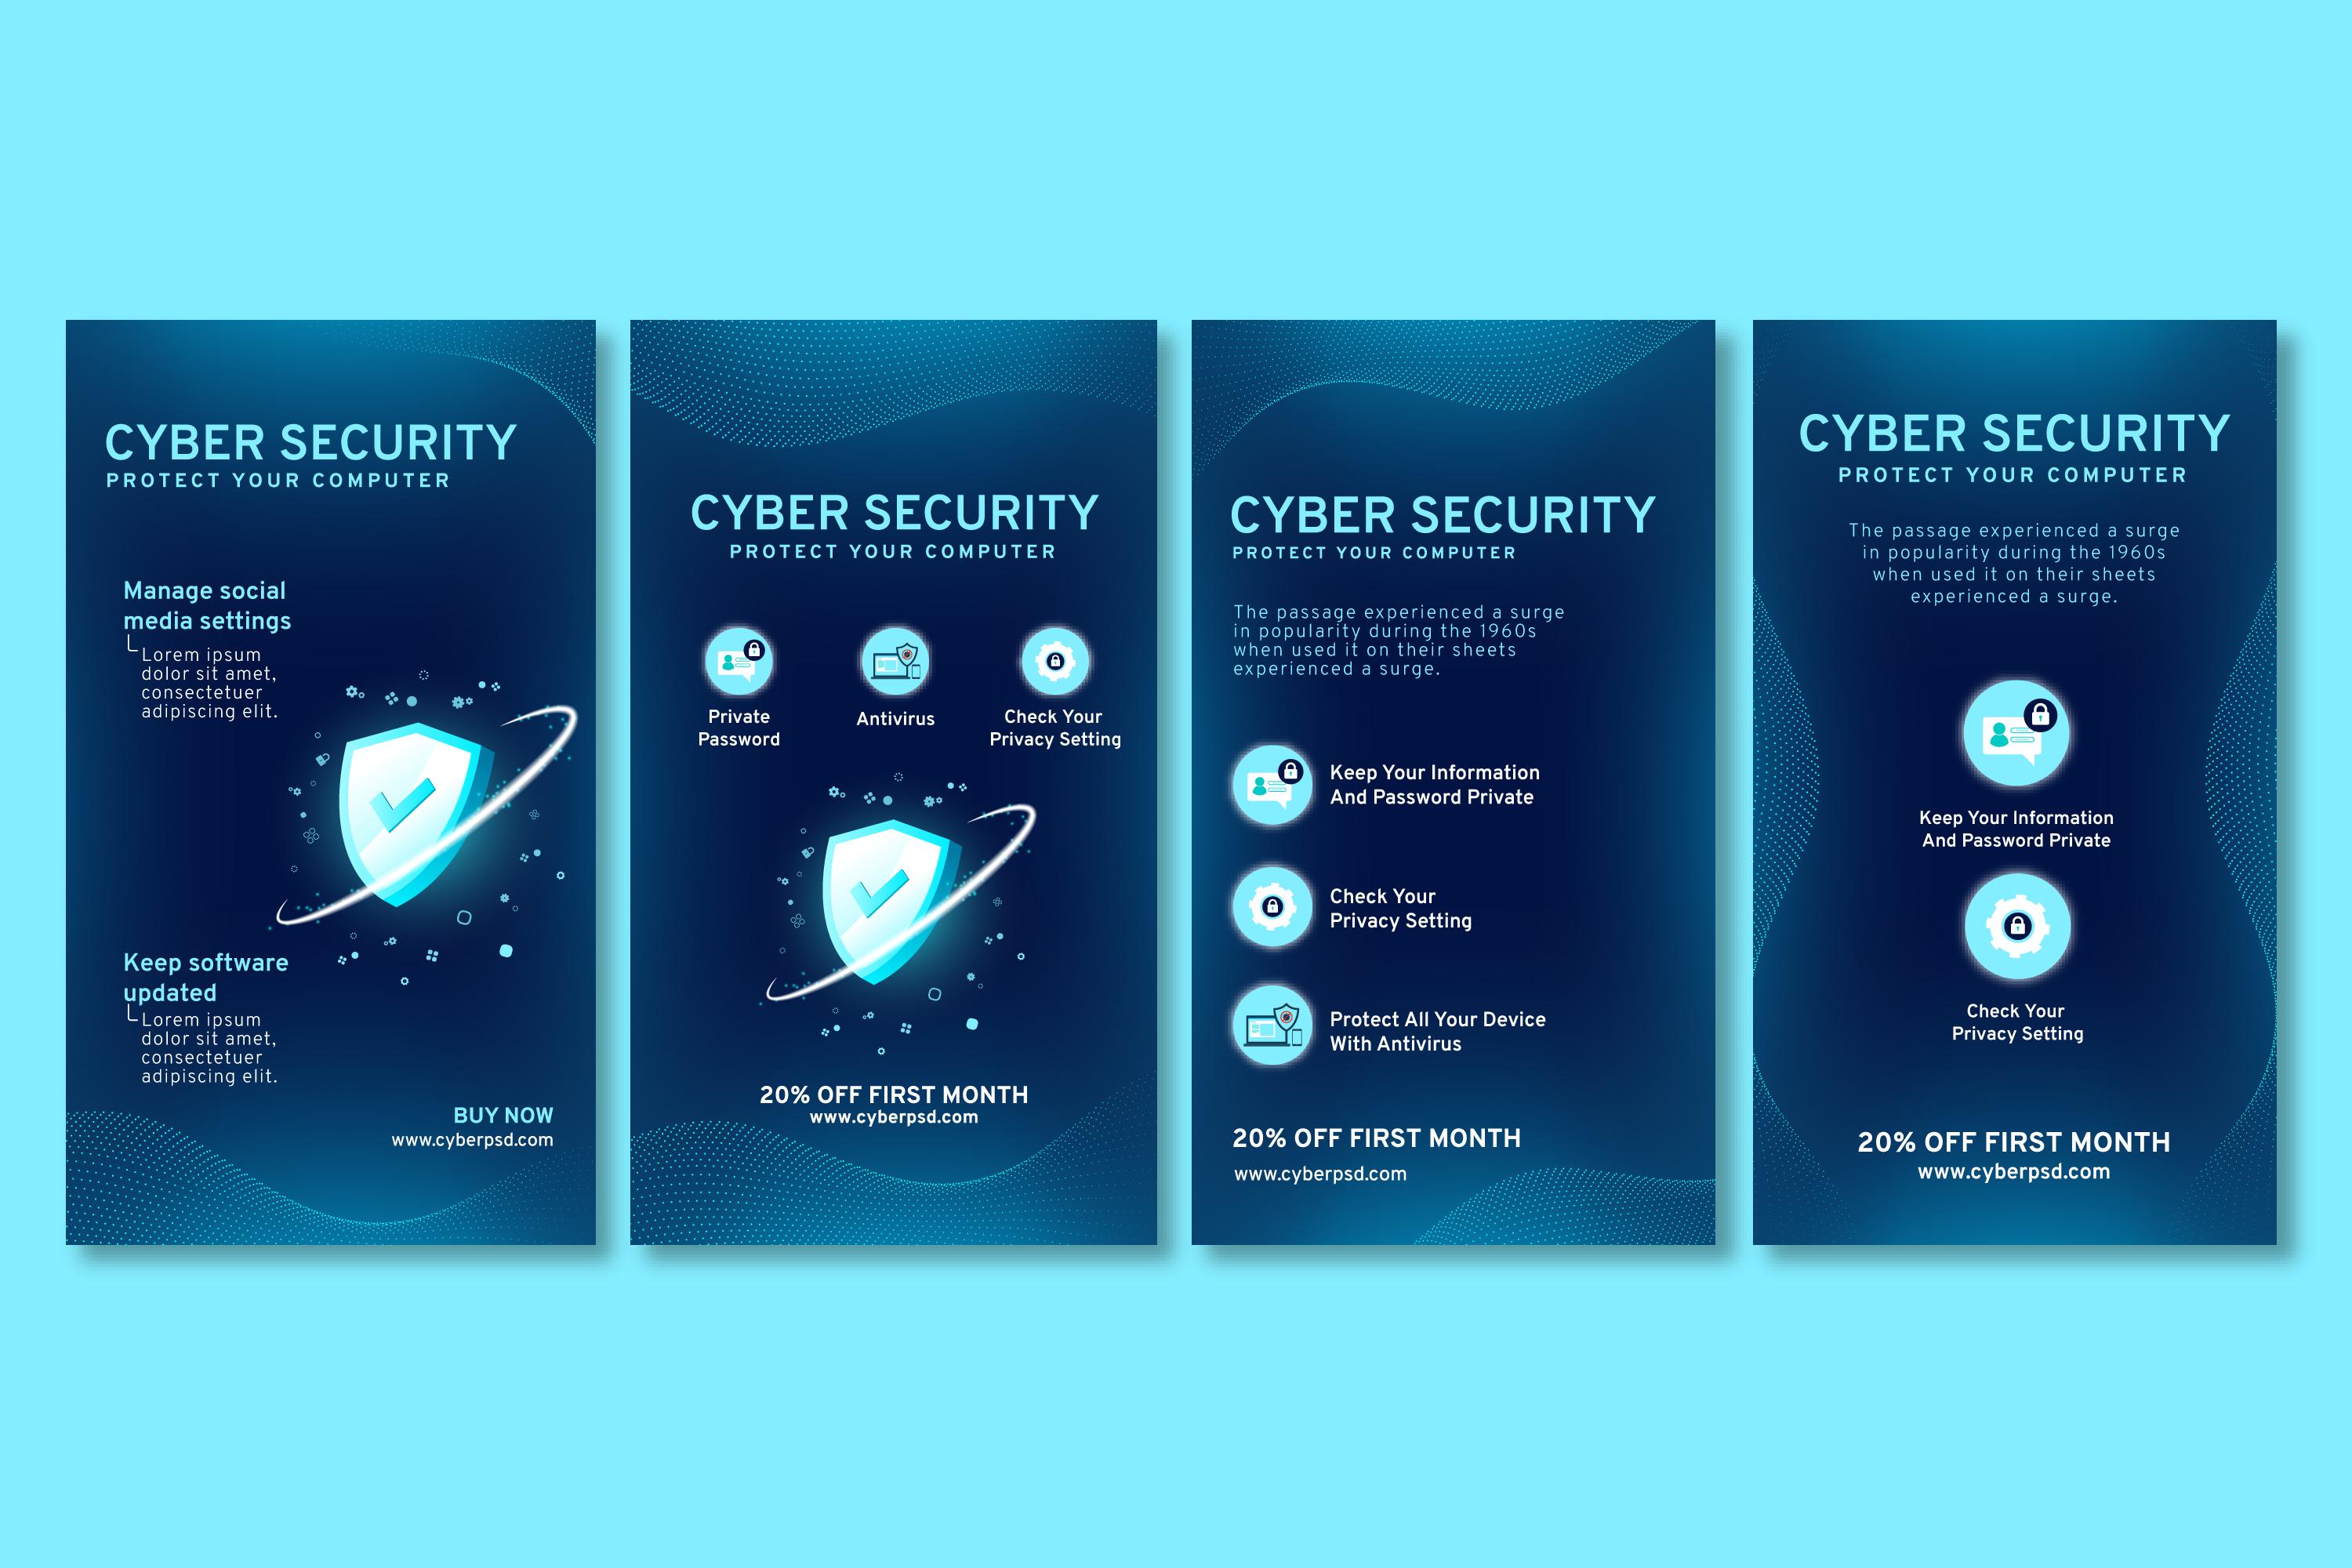 CYBER SECURITY
PROTECT YOUR COMPUTER
Manage social
media settings
Lorem ipsum
dolor sit amet,
consectetuer
adipiscing elit.
Keep software
updated
Lorem ipsum
dolor sit amet,
consectetuer
adipiscing elit.
BUY NOW
www.cyberpsd.com
CYBER SECURITY
PROTECT YOUR COMPUTER
Private
Password
Antivirus
Check Your
Privacy Setting
20% OFF FIRST MONTH
www.cyberpsd.com
CYBER SECURITY
PROTECT YOUR COMPUTER
The passage experienced a surge
in popularity during the 1960s
when used it on their sheets
experienced a surge.
Keep Your Information
And Password Private
Check Your
Privacy Setting
Protect All Your Device
With Antivirus
20% OFF FIRST MONTH
www.cyberpsd.com
CYBER SECURITY
PROTECT YOUR COMPUTER
The passage experienced a surge
in popularity during the 1960s
when used it on their sheets
experienced a surge.
Keep Your Information
And Password Private
Check Your
Privacy Setting
20% OFF FIRST MONTH
www.cyberpsd.com